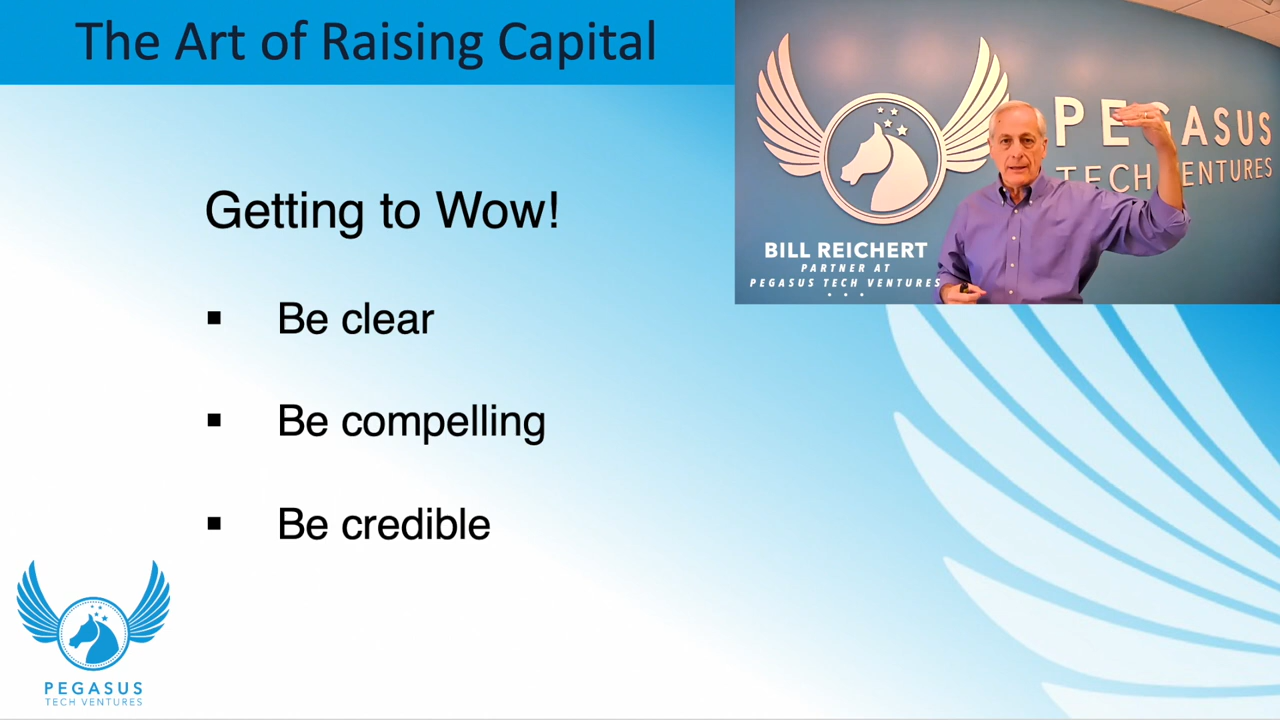 The Art of Raising Capital
Getting to Wow!
▪ Be clear
▪ Be compelling
▪ Be credible
PEGASUS
TECH VENTURES
BILL REICHERT
PARTNER AT
PEGASUS TECH VENTURES
PEGASUS
TECH VENTURES